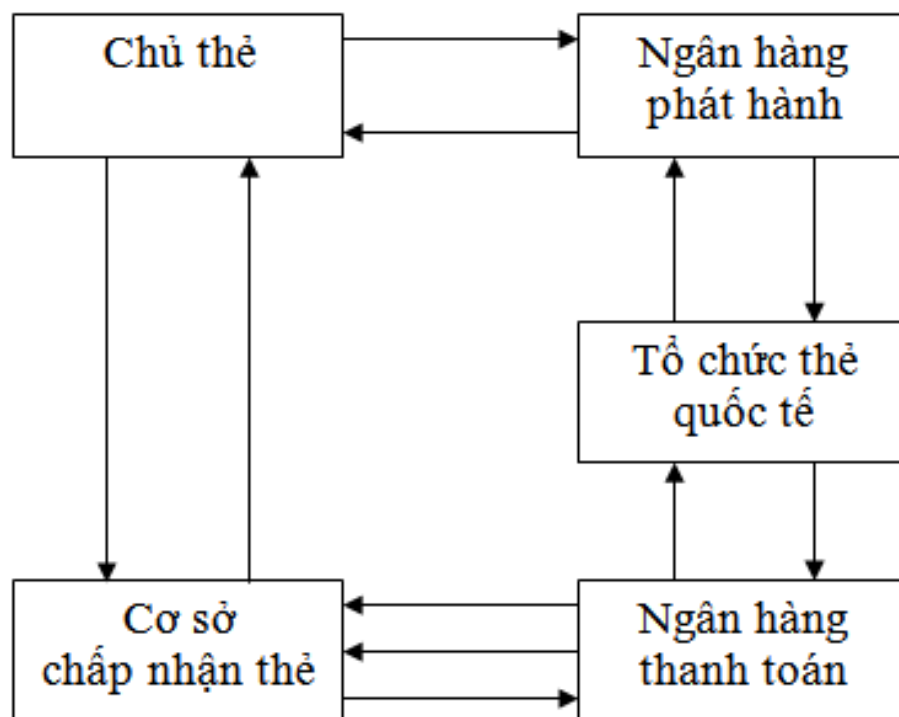 Chủ thẻ
Ngân hàng
phát hành
Tổ chức thẻ
quốc tế
Cơ sở
chấp nhận thẻ
Ngân hàng
thanh toán